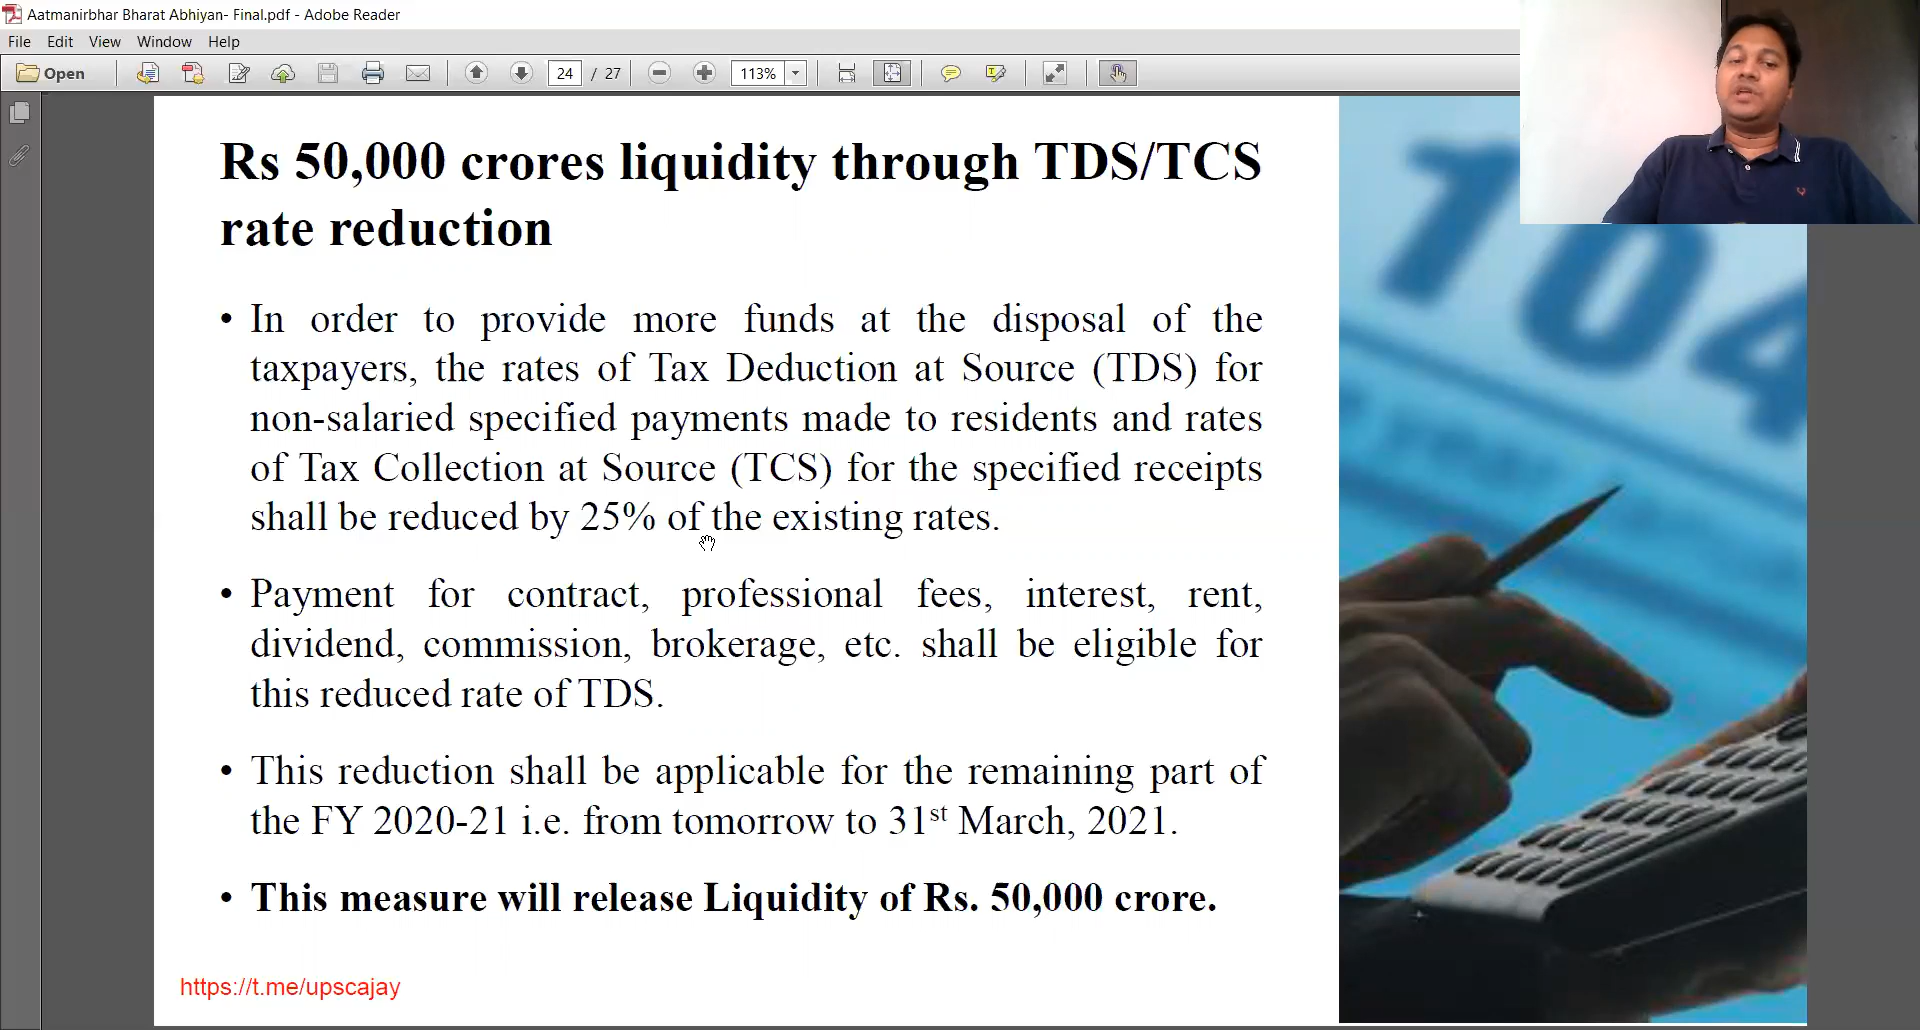 Aatmanirbhar Bharat Abhiyan- Final.pdf - Adobe Reader
File Edit View Window Help
Open 24 / 27 113%
Rs 50,000 crores liquidity through TDS/TCS
rate reduction
• In order to provide more funds at the disposal of the
taxpayers, the rates of Tax Deduction at Source (TDS) for
non-salaried specified payments made to residents and rates
of Tax Collection at Source (TCS) for the specified receipts
shall be reduced by 25% of the existing rates.
• Payment for contract, professional fees, interest, rent,
dividend, commission, brokerage, etc. shall be eligible for
this reduced rate of TDS.
• This reduction shall be applicable for the remaining part of
the FY 2020-21 i.e. from tomorrow to 31st March, 2021.
• This measure will release Liquidity of Rs. 50,000 crore.
https://t.me/upscajay
104